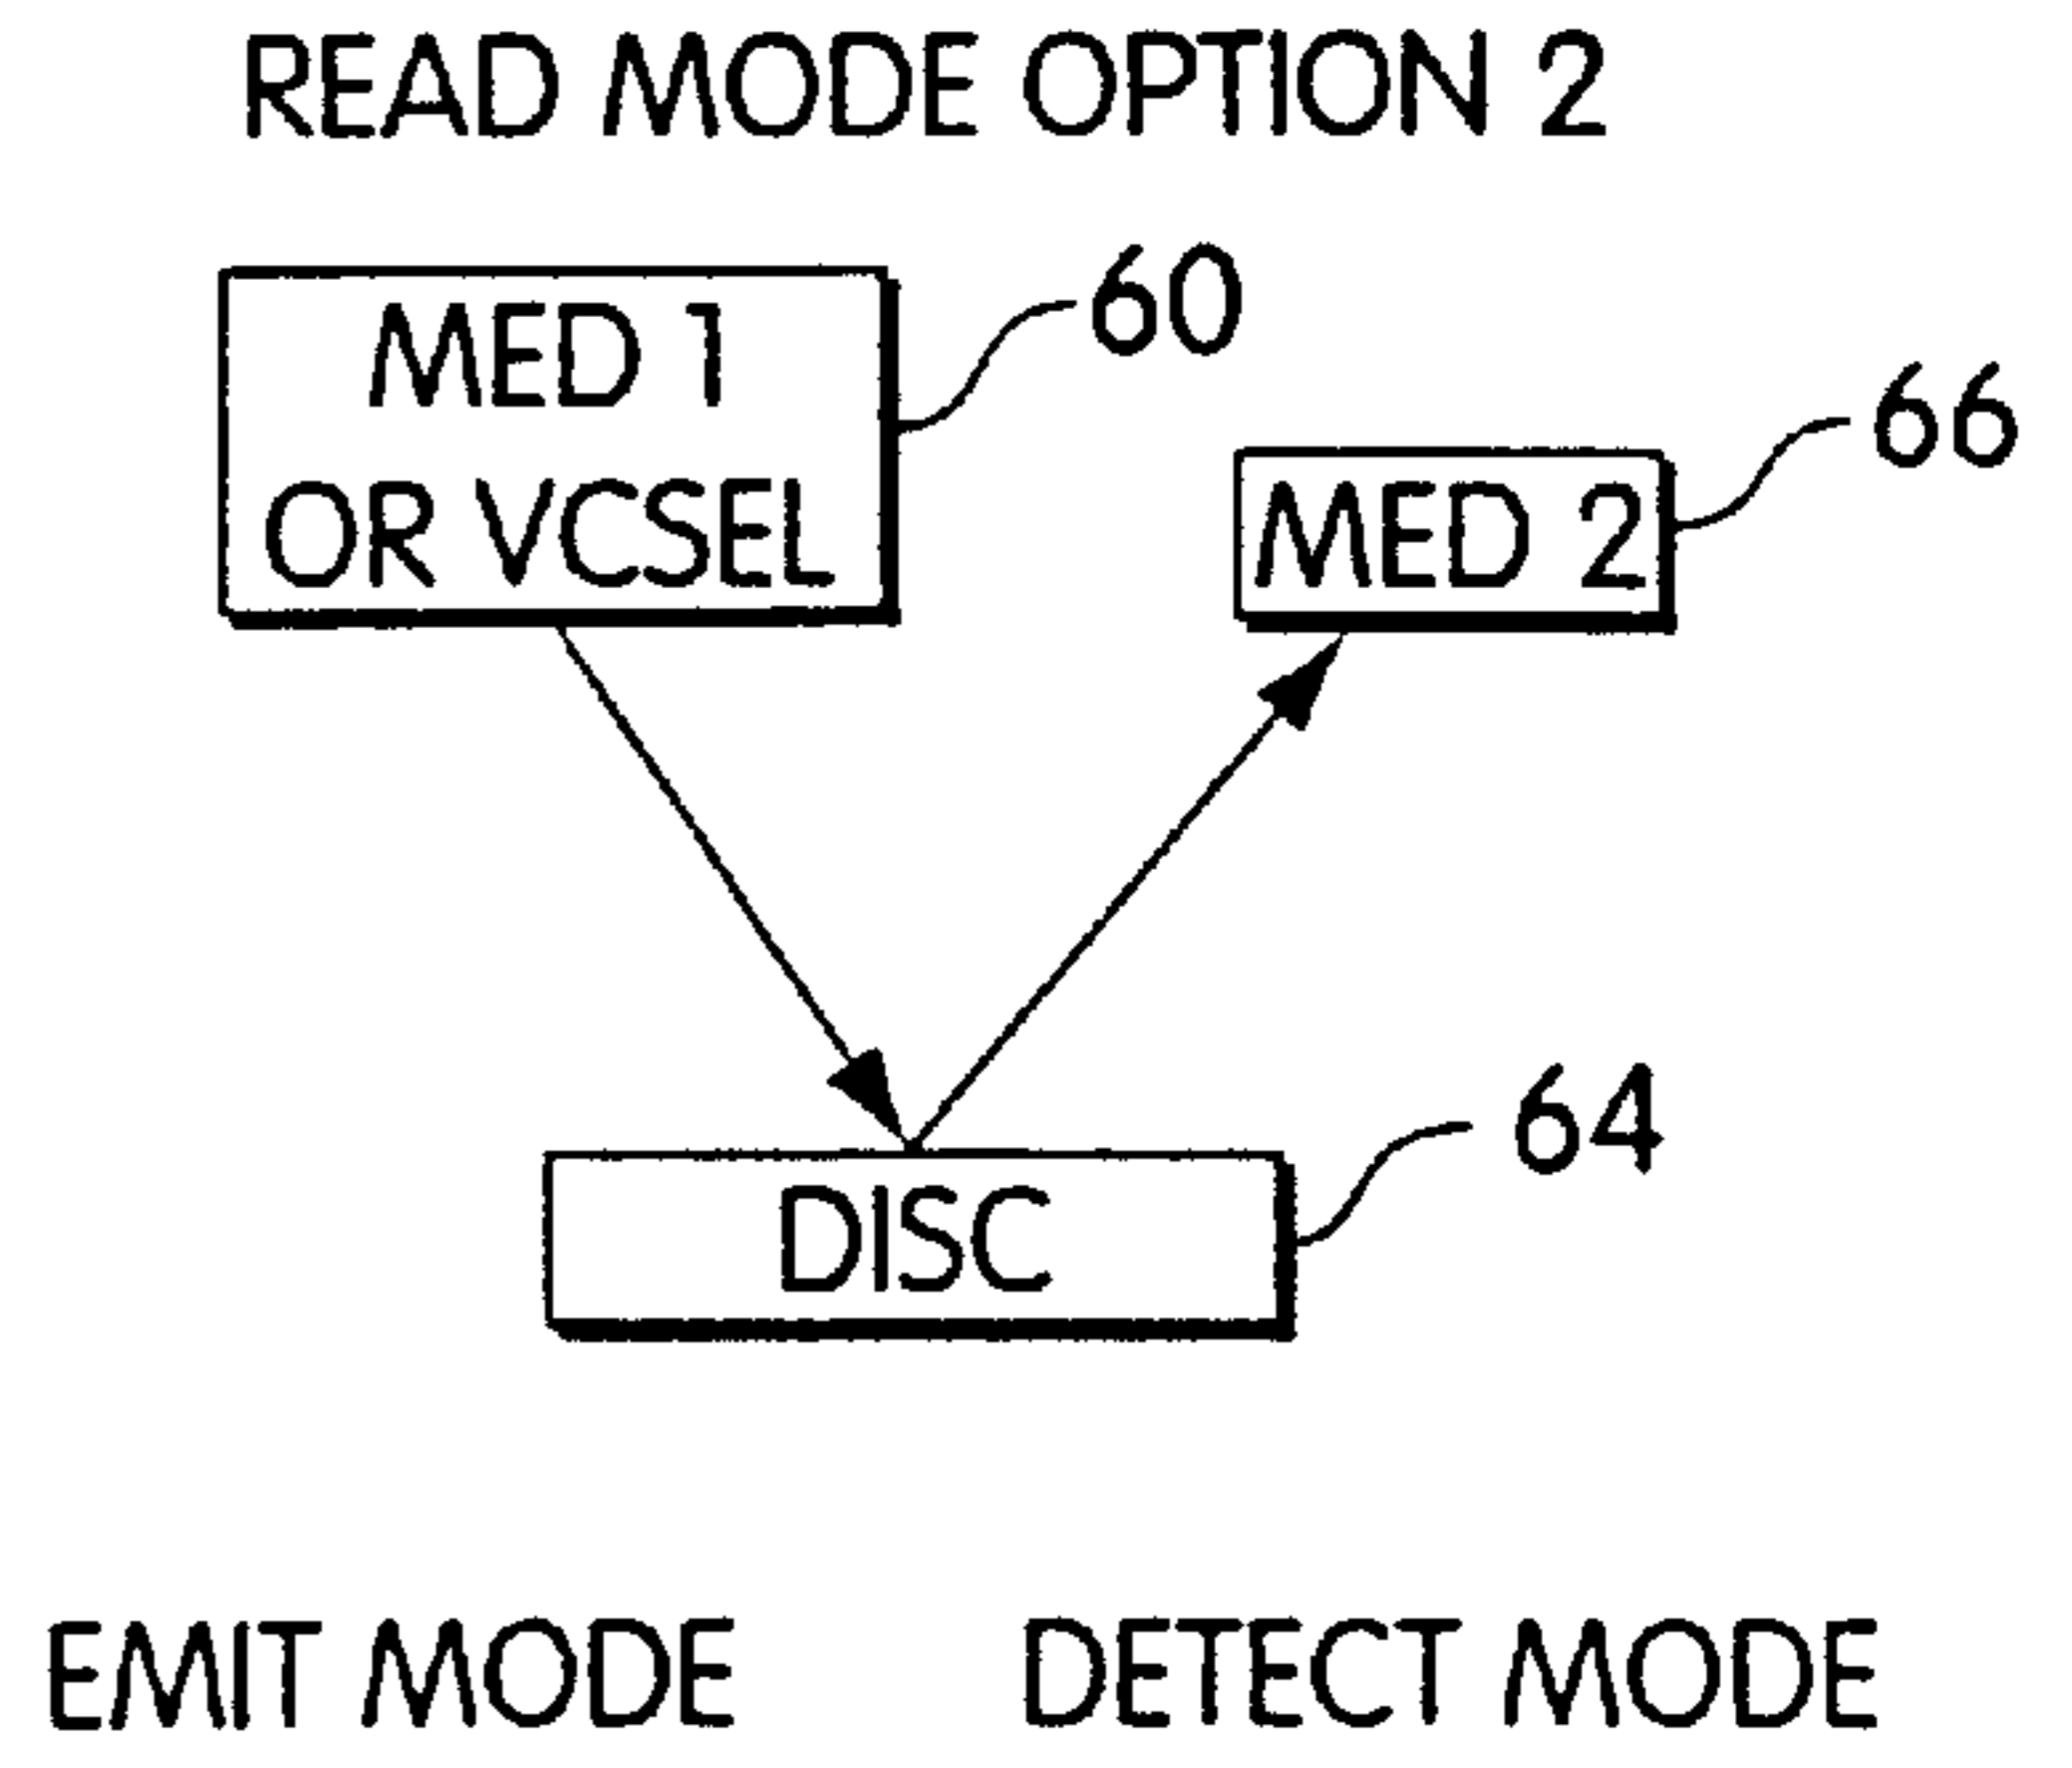 READ MODE OPTION 2
60
MED 1
OR VCSEL
66
MED 2
64
DISC
EMIT MODE
DETECT MODE